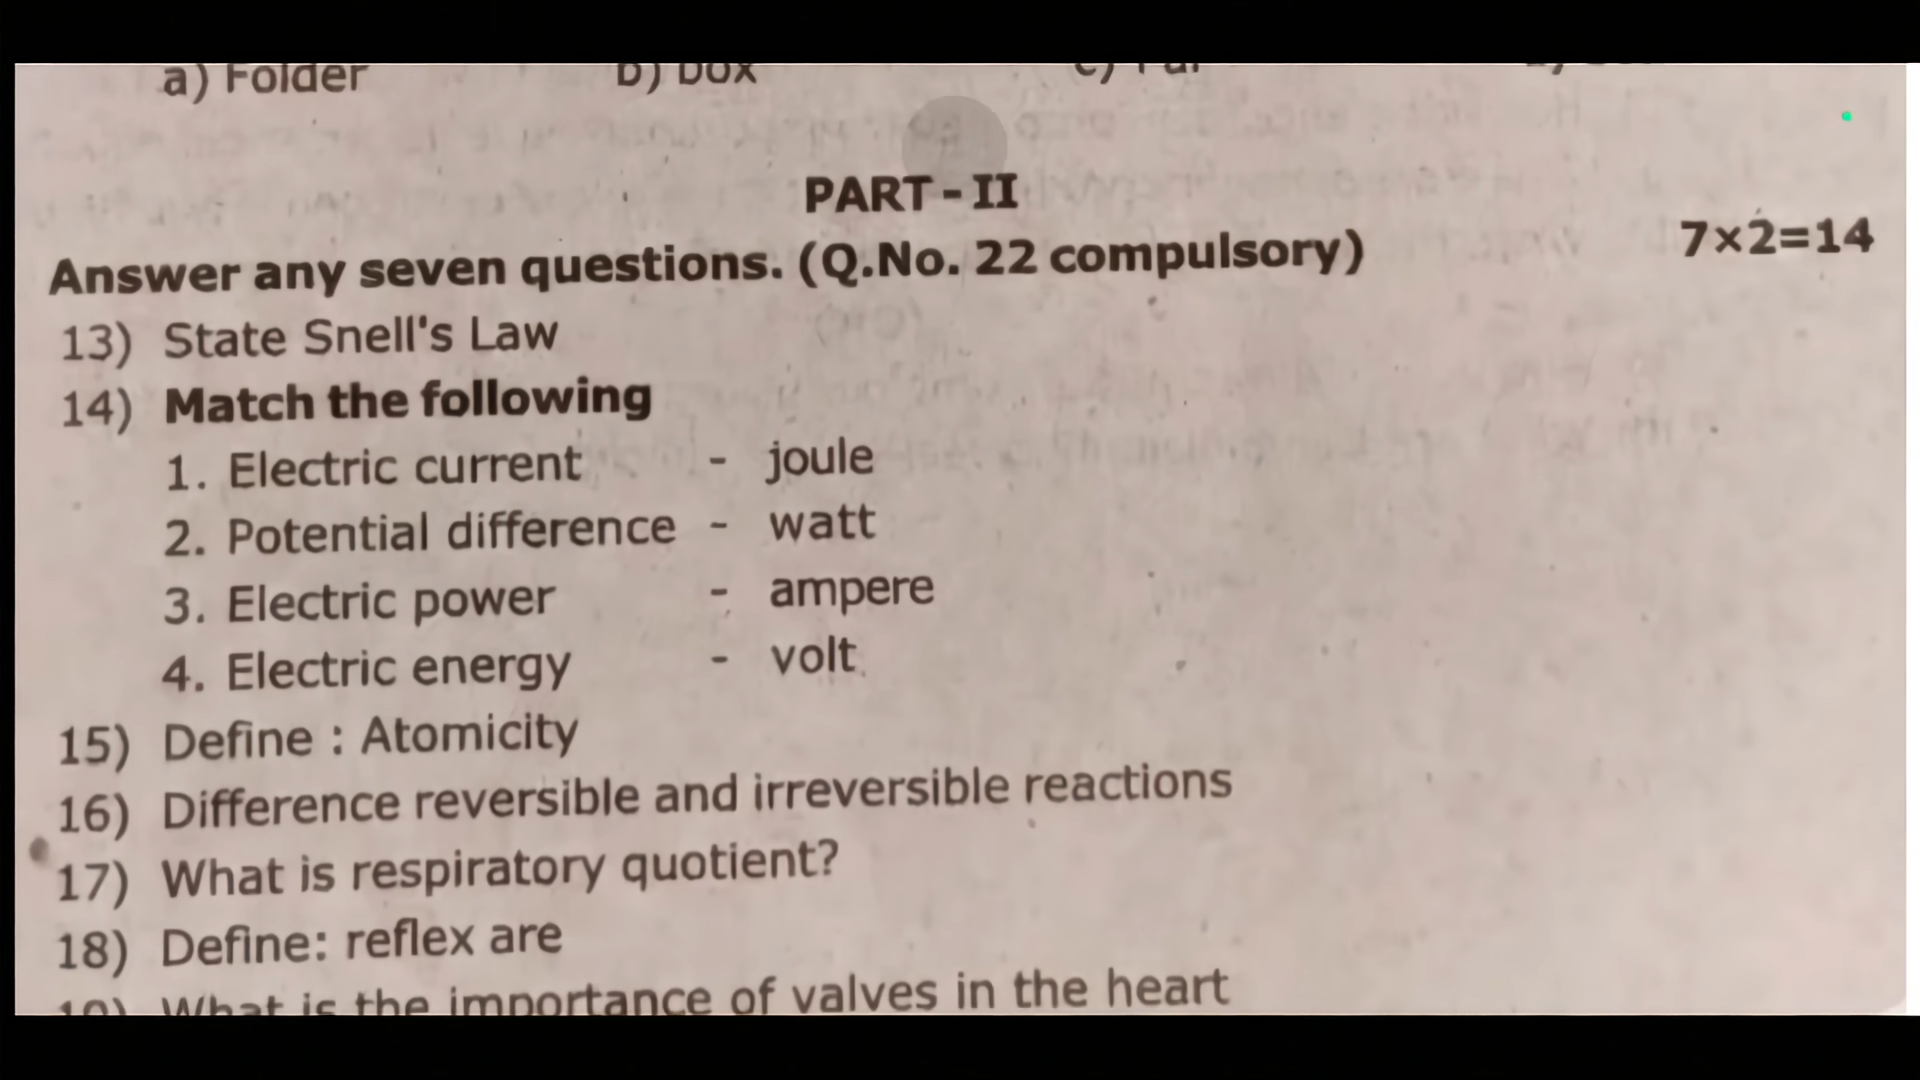 a) Folder b) box
PART - II
Answer any seven questions. (Q.No. 22 compulsory) 7×2=14
13) State Snell's Law
14) Match the following
1. Electric current - joule
2. Potential difference - watt
3. Electric power - ampere
4. Electric energy - volt
15) Define : Atomicity
16) Difference reversible and irreversible reactions
17) What is respiratory quotient?
18) Define: reflex are
19) What is the importance of valves in the heart